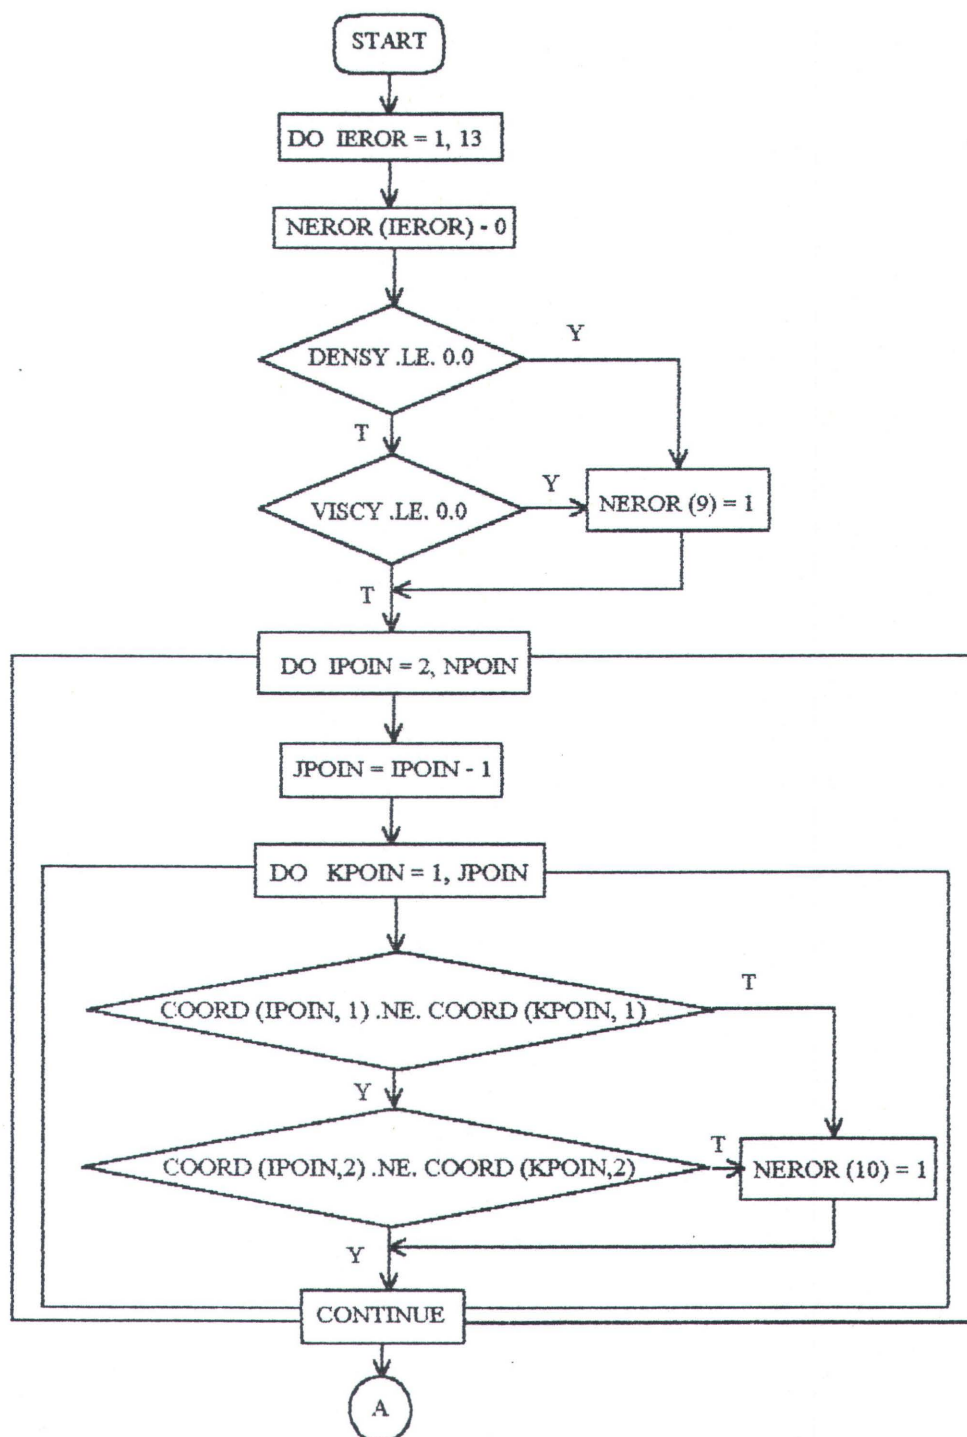 START
DO IEROR = 1, 13
NEROR (IEROR) - 0
DENSY .LE. 0.0
Y
T
VISCY .LE. 0.0
Y
NEROR (9) = 1
T
DO IPOIN = 2, NPOIN
JPOIN = IPOIN - 1
DO KPOIN = 1, JPOIN
COORD (IPOIN, 1) .NE. COORD (KPOIN, 1)
T
Y
COORD (IPOIN,2) .NE. COORD (KPOIN,2)
T
NEROR (10) = 1
Y
CONTINUE
A